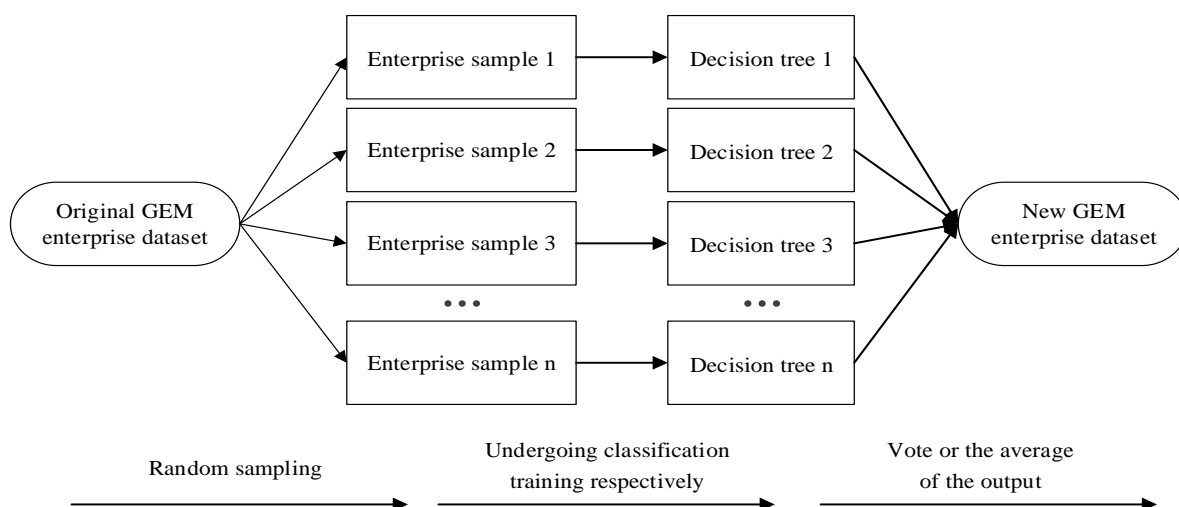 Enterprise sample 1
Decision tree 1
Enterprise sample 2
Decision tree 2
Original GEM
enterprise dataset
Enterprise sample 3
Decision tree 3
New GEM
enterprise dataset
...
...
Enterprise sample n
Decision tree n
Random sampling
Undergoing classification
training respectively
Vote or the average
of the output